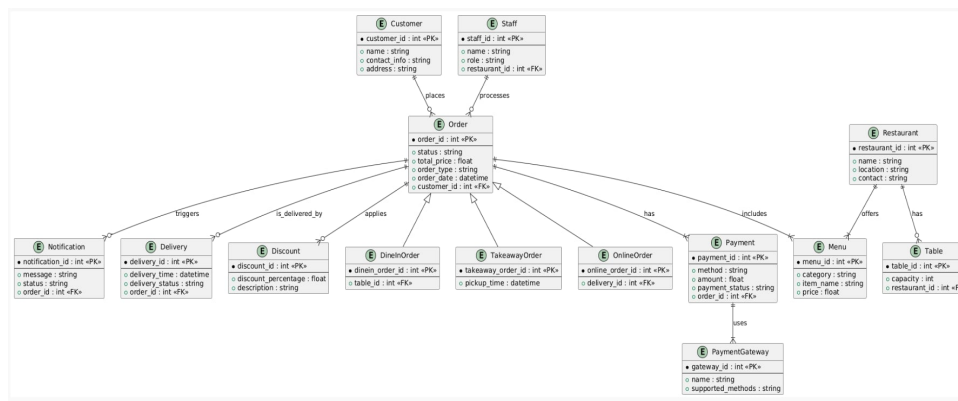 E Customer
customer_id : int «PK»
name : string
contact_info : string
address : string
E Staff
staff_id : int «PK»
name : string
role : string
restaurant_id : int «FK»
places
processes
E Order
order_id : int «PK»
status : string
total_price : float
order_type : string
order_date : datetime
customer_id : int «FK»
E Restaurant
restaurant_id : int «PK»
name : string
location : string
contact : string
triggers
is_delivered_by
applies
has
includes
offers
has
E Notification
notification_id : int «PK»
message : string
status : string
order_id : int «FK»
E Delivery
delivery_id : int «PK»
delivery_time : datetime
delivery_status : string
order_id : int «FK»
E Discount
discount_id : int «PK»
discount_percentage : float
description : string
E DineInOrder
dinein_order_id : int «PK»
table_id : int «FK»
E TakeawayOrder
takeaway_order_id : int «PK»
pickup_time : datetime
E OnlineOrder
online_order_id : int «PK»
delivery_id : int «FK»
E Payment
payment_id : int «PK»
method : string
amount : float
payment_status : string
order_id : int «FK»
E Menu
menu_id : int «PK»
category : string
item_name : string
price : float
E Table
table_id : int «PK»
capacity : int
restaurant_id : int «F
uses
E PaymentGateway
gateway_id : int «PK»
name : string
supported_methods : string